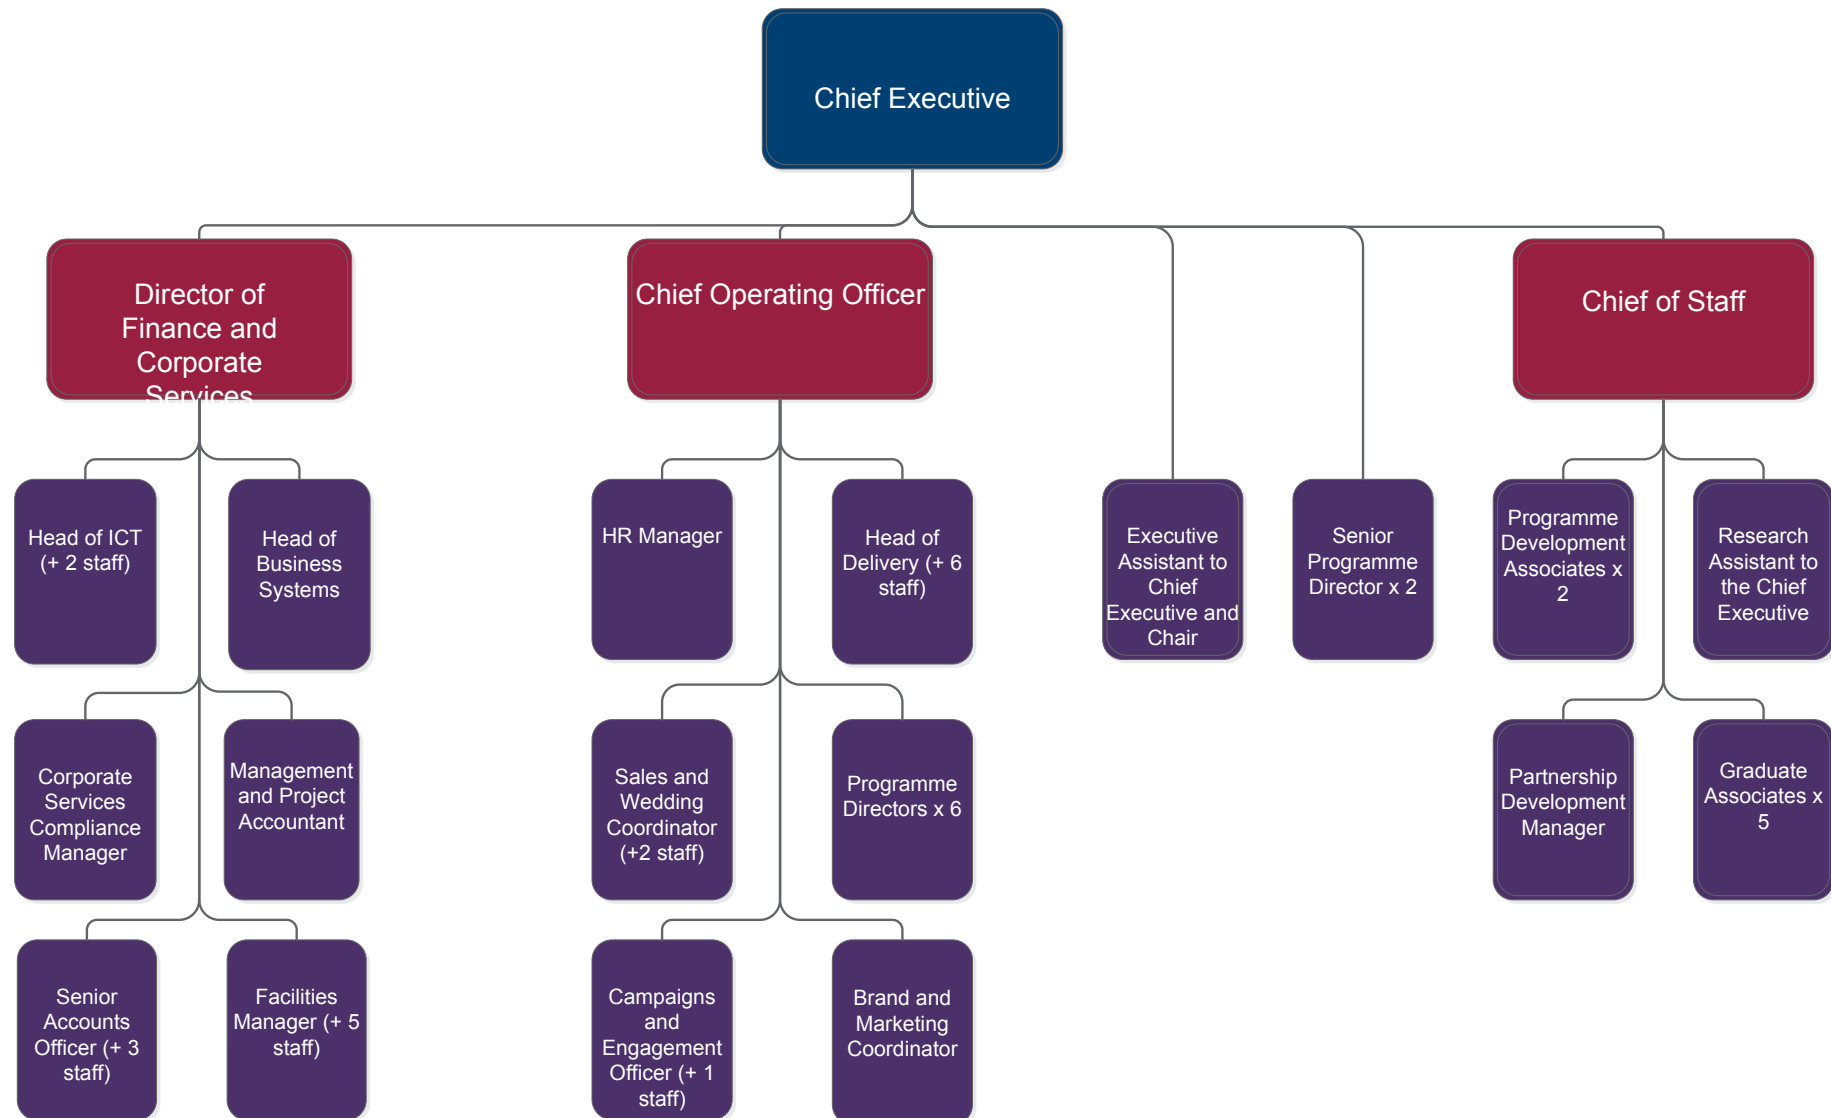 Chief Executive
Director of
Finance and
Corporate
Services
Chief Operating Officer
Chief of Staff
Head of ICT
(+ 2 staff)
Head of
Business
Systems
HR Manager
Head of
Delivery (+ 6
staff)
Executive
Assistant to
Chief
Executive and
Chair
Senior
Programme
Director x 2
Programme
Development
Associates x
2
Research
Assistant to
the Chief
Executive
Corporate
Services
Compliance
Manager
Management
and Project
Accountant
Sales and
Wedding
Coordinator
(+2 staff)
Programme
Directors x 6
Partnership
Development
Manager
Graduate
Associates x
5
Senior
Accounts
Officer (+ 3
staff)
Facilities
Manager (+ 5
staff)
Campaigns
and
Engagement
Officer (+ 1
staff)
Brand and
Marketing
Coordinator